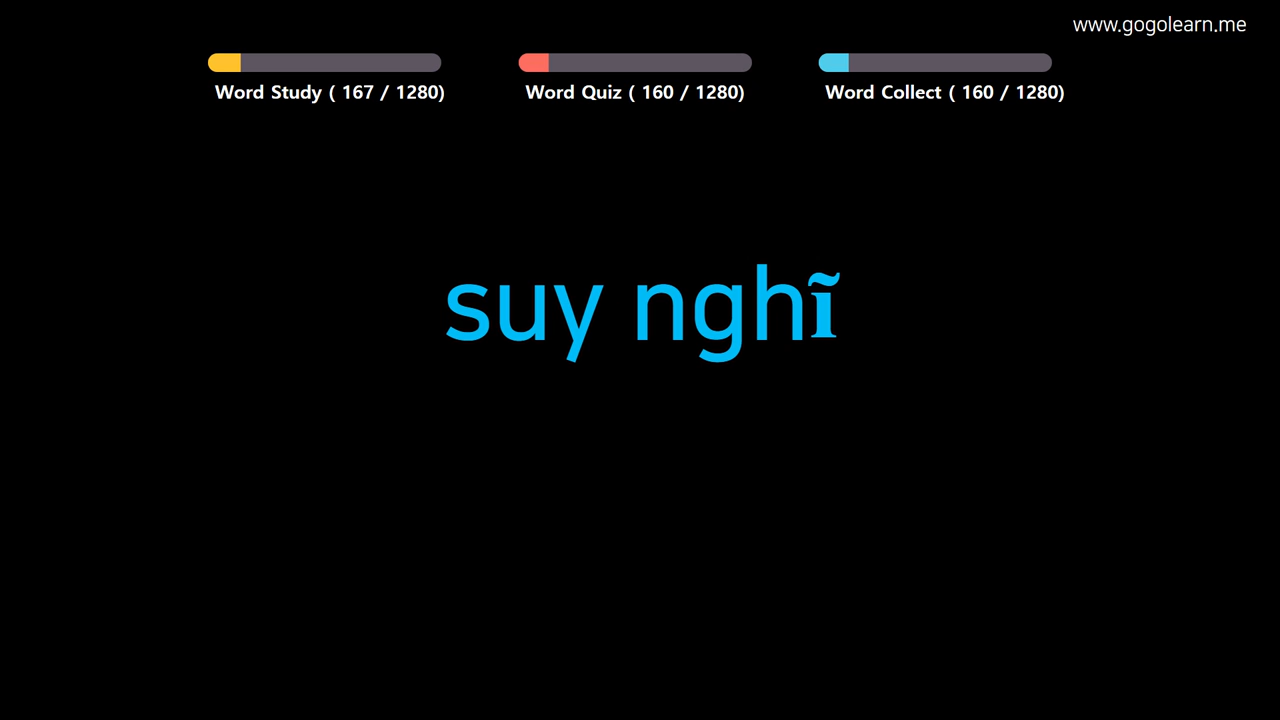 www.gogolearn.me
Word Study ( 167 / 1280)
Word Quiz ( 160 / 1280)
Word Collect ( 160 / 1280)
suy nghĩ